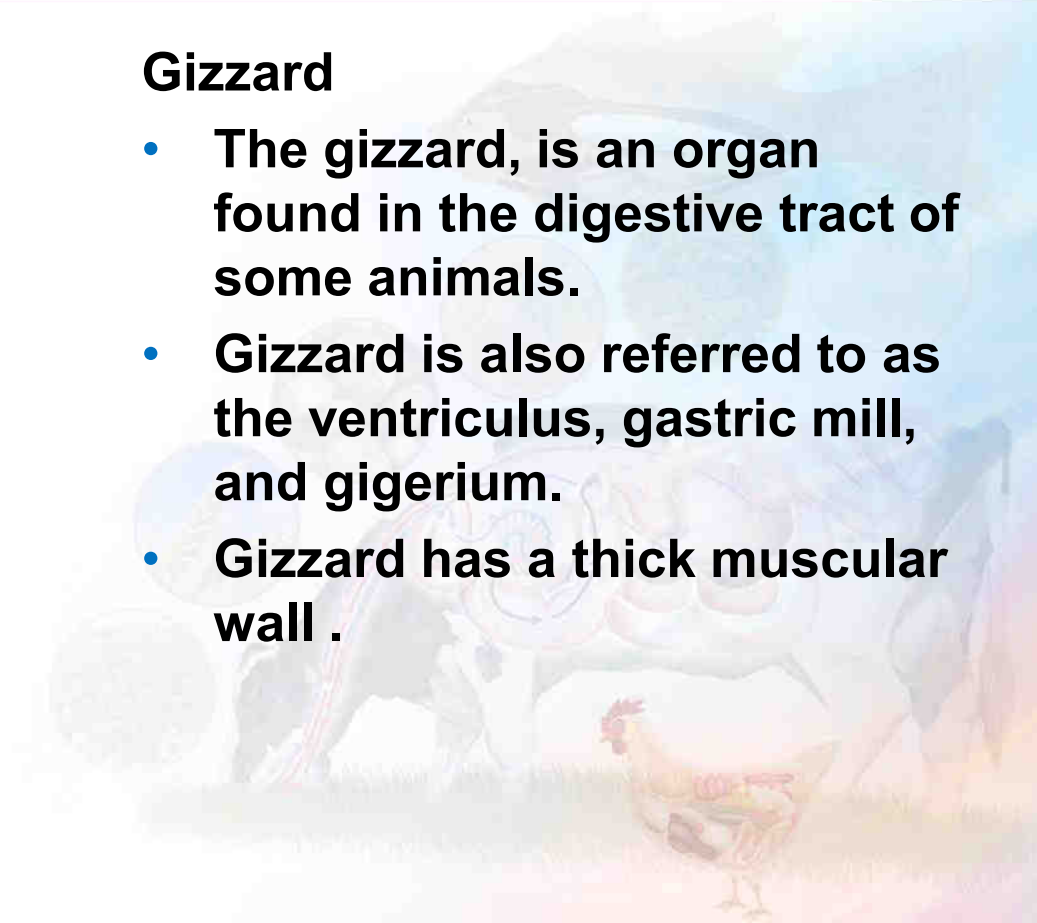 Gizzard
• The gizzard, is an organ
found in the digestive tract of
some animals.
• Gizzard is also referred to as
the ventriculus, gastric mill,
and gigerium.
• Gizzard has a thick muscular
wall .